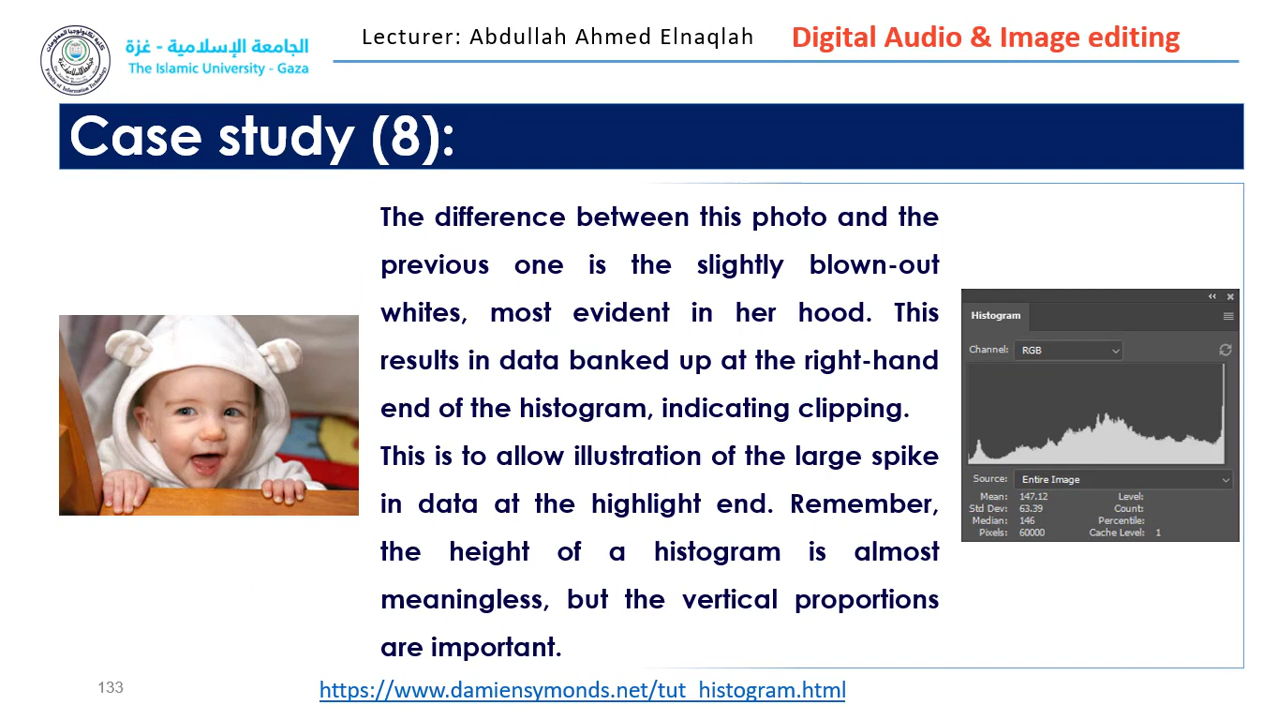 الجامعة الإسلامية - غزة
The Islamic University - Gaza
Lecturer: Abdullah Ahmed Elnaqlah
Digital Audio & Image editing
Case study (8):
The difference between this photo and the
previous one is the slightly blown-out
whites, most evident in her hood. This
results in data banked up at the right-hand
end of the histogram, indicating clipping.
This is to allow illustration of the large spike
in data at the highlight end. Remember,
the height of a histogram is almost
meaningless, but the vertical proportions
are important.
Histogram
Channel: RGB
Source: Entire Image
Mean: 147.12 Level:
Std Dev: 63.39 Count:
Median: 146 Percentile:
Pixels: 60000 Cache Level: 1
133
https://www.damiensymonds.net/tut_histogram.html